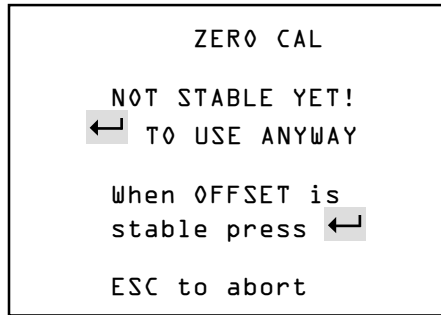 ZERO CAL
NOT STABLE YET!
↵ TO USE ANYWAY
When OFFSET is
stable press ↵
ESC to abort